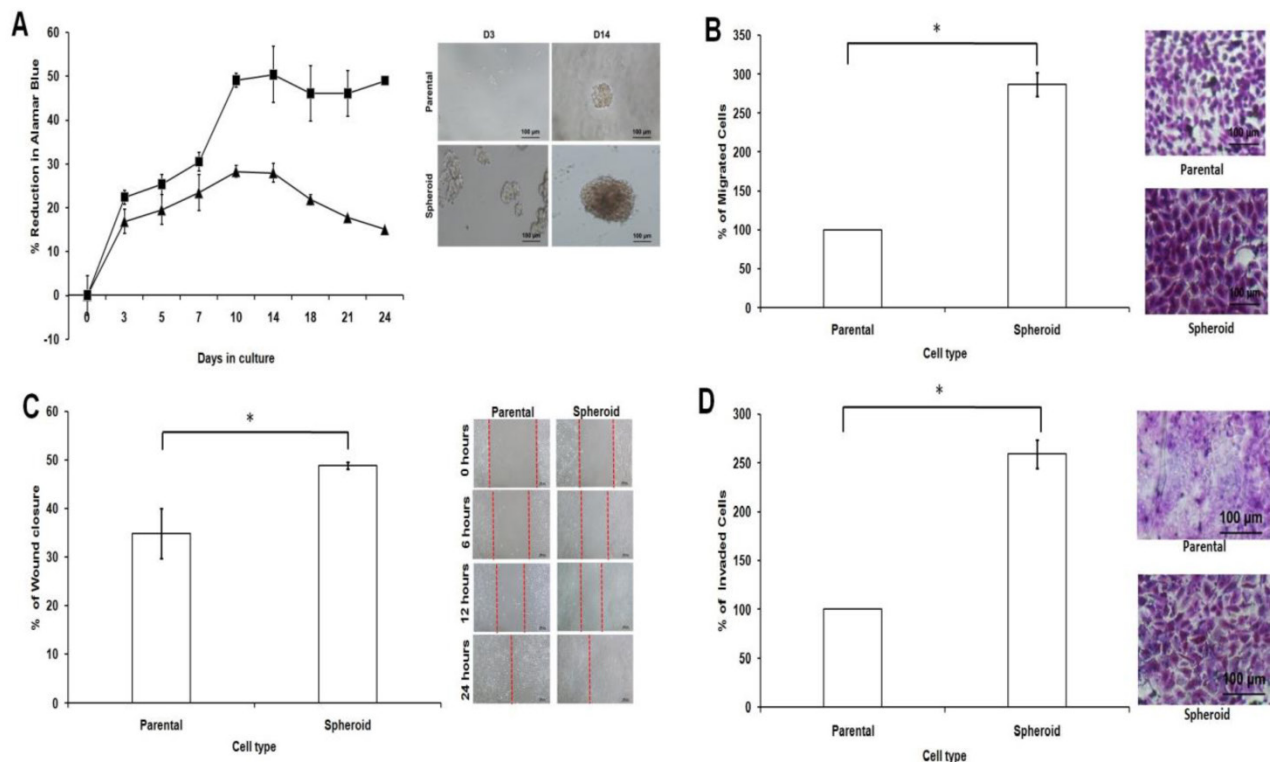 A
% Reduction in Alamar Blue
60
50
40
30
20
10
0
-10
0 3 5 7 10 14 18 21 24
Days in culture
D3 D14
Parental
100 µm 100 µm
Spheroid
100 µm 100 µm
B
% of Migrated Cells
350
300
250
200
150
100
50
0
*
Parental Spheroid
Cell type
100 µm
Parental
100 µm
Spheroid
C
% of Wound closure
60
50
40
30
20
10
0
*
Parental Spheroid
Cell type
Parental Spheroid
0 hours
6 hours
12 hours
24 hours
D
% of Invaded Cells
300
250
200
150
100
50
0
*
Parental Spheroid
Cell type
100 µm
Parental
100 µm
Spheroid